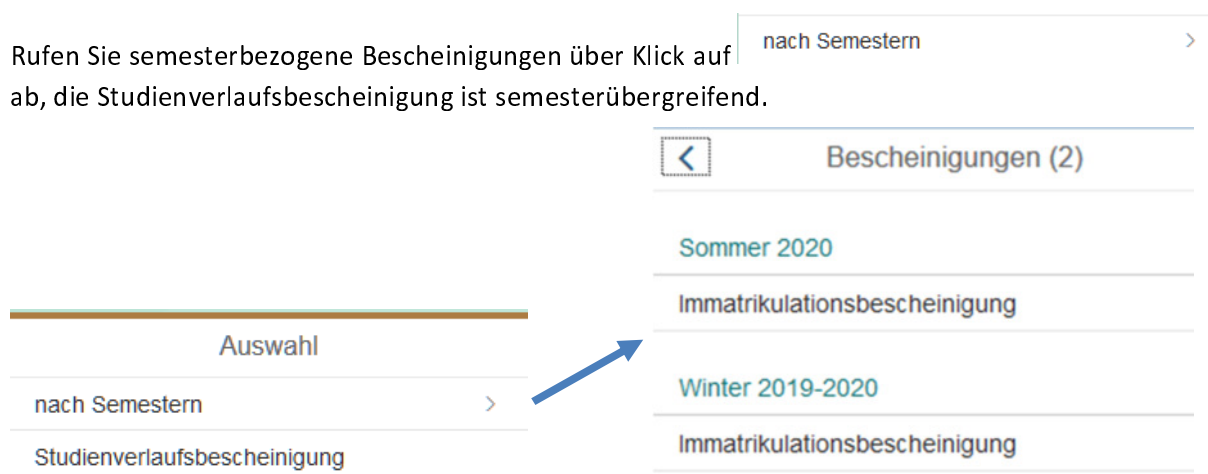 Rufen Sie semesterbezogene Bescheinigungen über Klick auf nach Semestern
ab, die Studienverlaufsbescheinigung ist semesterübergreifend.
Auswahl
nach Semestern
Studienverlaufsbescheinigung
Bescheinigungen (2)
Sommer 2020
Immatrikulationsbescheinigung
Winter 2019-2020
Immatrikulationsbescheinigung